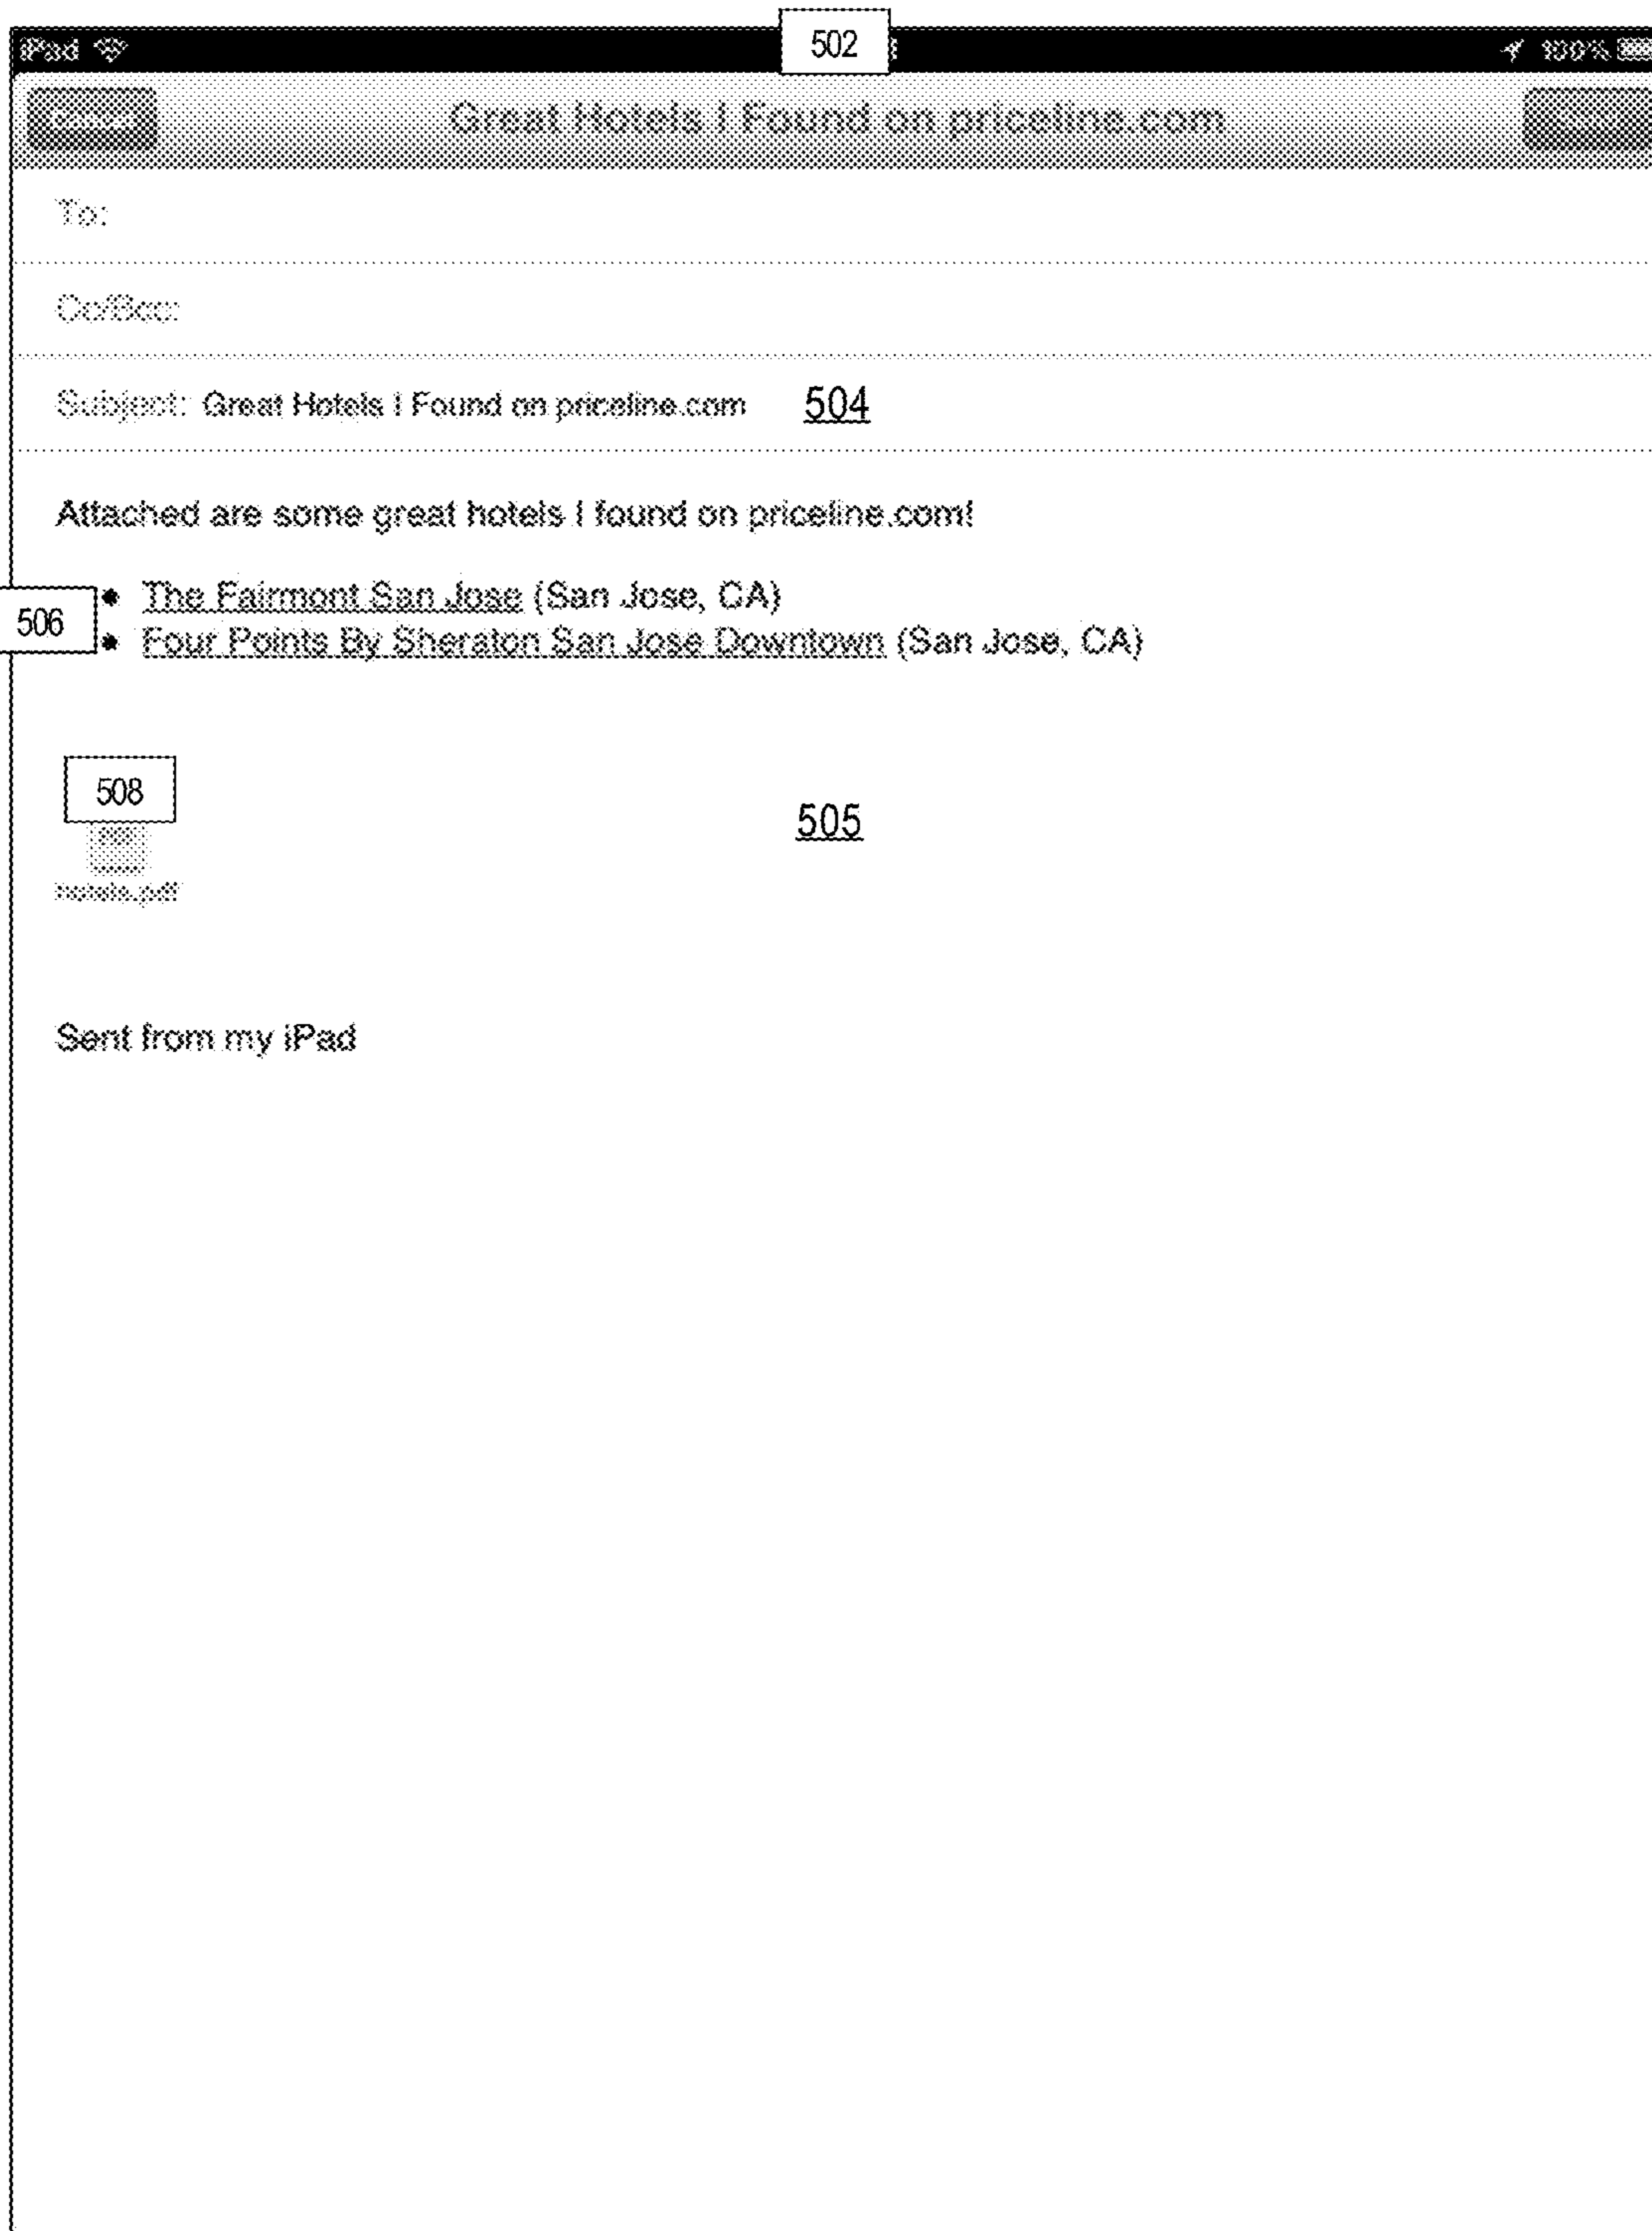 502
iPad 100%
Cancel Great Hotels I Found on priceline.com
To:
Cc/Bcc:
Subject: Great Hotels I Found on priceline.com 504
Attached are some great hotels I found on priceline.com!
506
• The Fairmont San Jose (San Jose, CA)
• Four Points By Sheraton San Jose Downtown (San Jose, CA)
508
505
hotels.pdf
Sent from my iPad